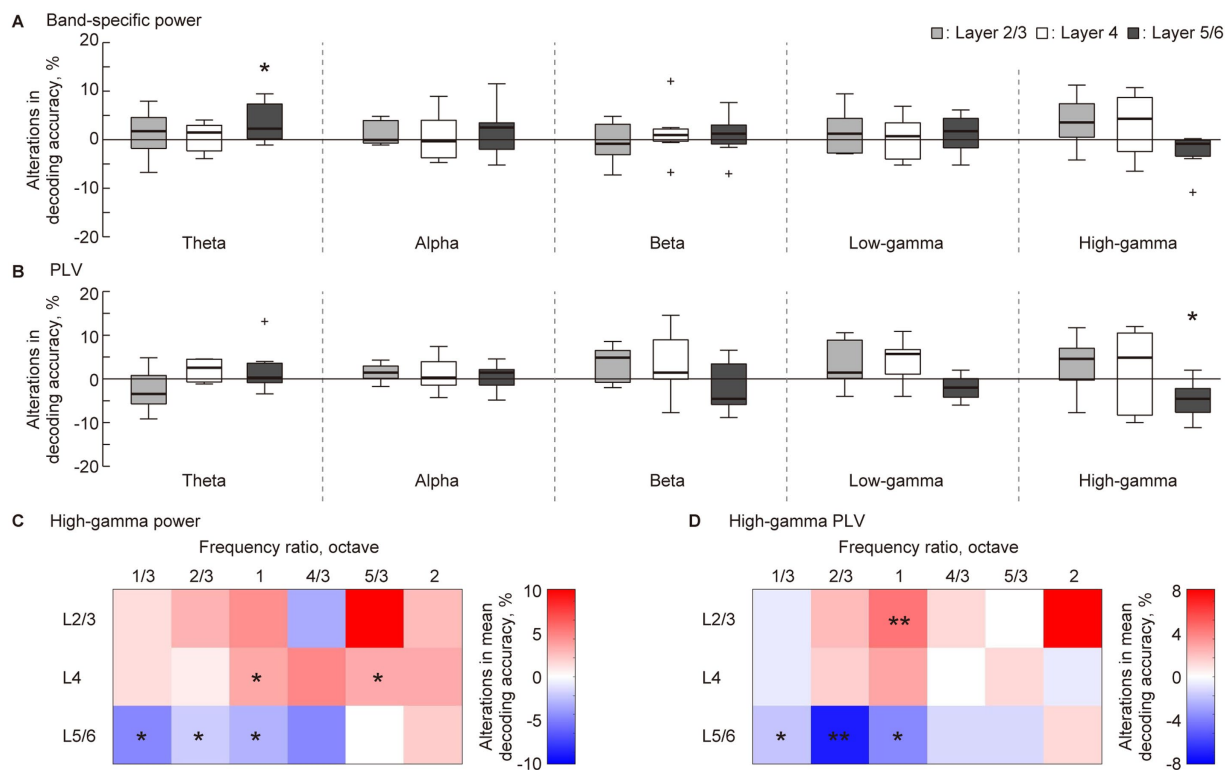 A Band-specific power
: Layer 2/3 : Layer 4 : Layer 5/6
Alterations in
decoding accuracy, %
20
10
0
-10
-20
*
+
+
+
+
Theta Alpha Beta Low-gamma High-gamma
B PLV
Alterations in
decoding accuracy, %
20
10
0
-10
-20
+
*
Theta Alpha Beta Low-gamma High-gamma
C High-gamma power
Frequency ratio, octave
1/3 2/3 1 4/3 5/3 2
L2/3
L4 * *
L5/6 * * *
10
5
0
-5
-10
Alterations in mean
decoding accuracy, %
D High-gamma PLV
Frequency ratio, octave
1/3 2/3 1 4/3 5/3 2
L2/3 **
L4
L5/6 * ** *
8
4
0
-4
-8
Alterations in mean
decoding accuracy, %